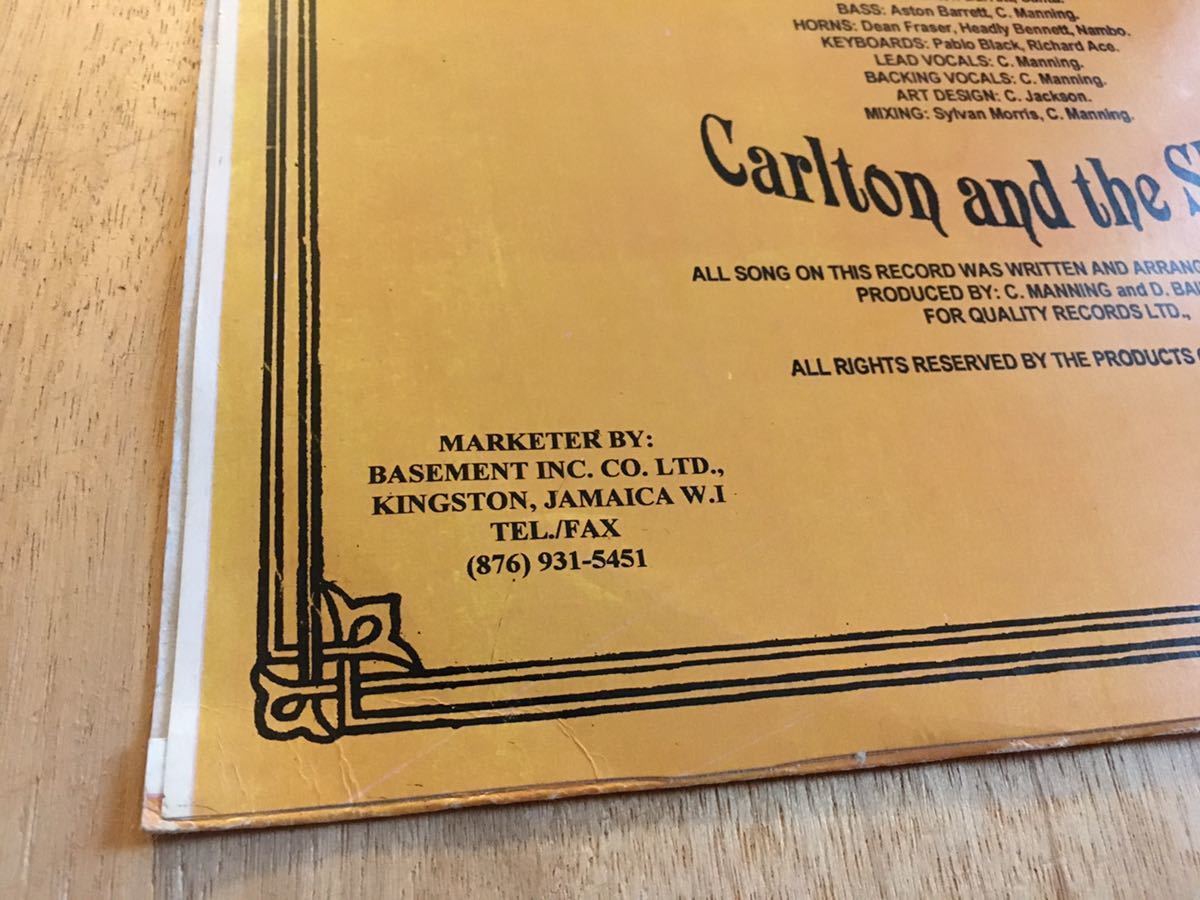 BASS: Aston Barrett, C. Manning.
HORNS: Dean Fraser, Headly Bennett, Nambo.
KEYBOARDS: Pablo Black, Richard Ace.
LEAD VOCALS: C. Manning.
BACKING VOCALS: C. Manning.
ART DESIGN: C. Jackson.
MIXING: Sylvan Morris, C. Manning.
Carlton and the
ALL SONG ON THIS RECORD WAS WRITTEN AND
PRODUCED BY: C. MANNING and D.
FOR QUALITY RECORDS LTD.,
ALL RIGHTS RESERVED BY THE PRODUCTS
MARKETER BY:
BASEMENT INC. CO. LTD.,
KINGSTON, JAMAICA W.I
TEL./FAX
(876) 931-5451